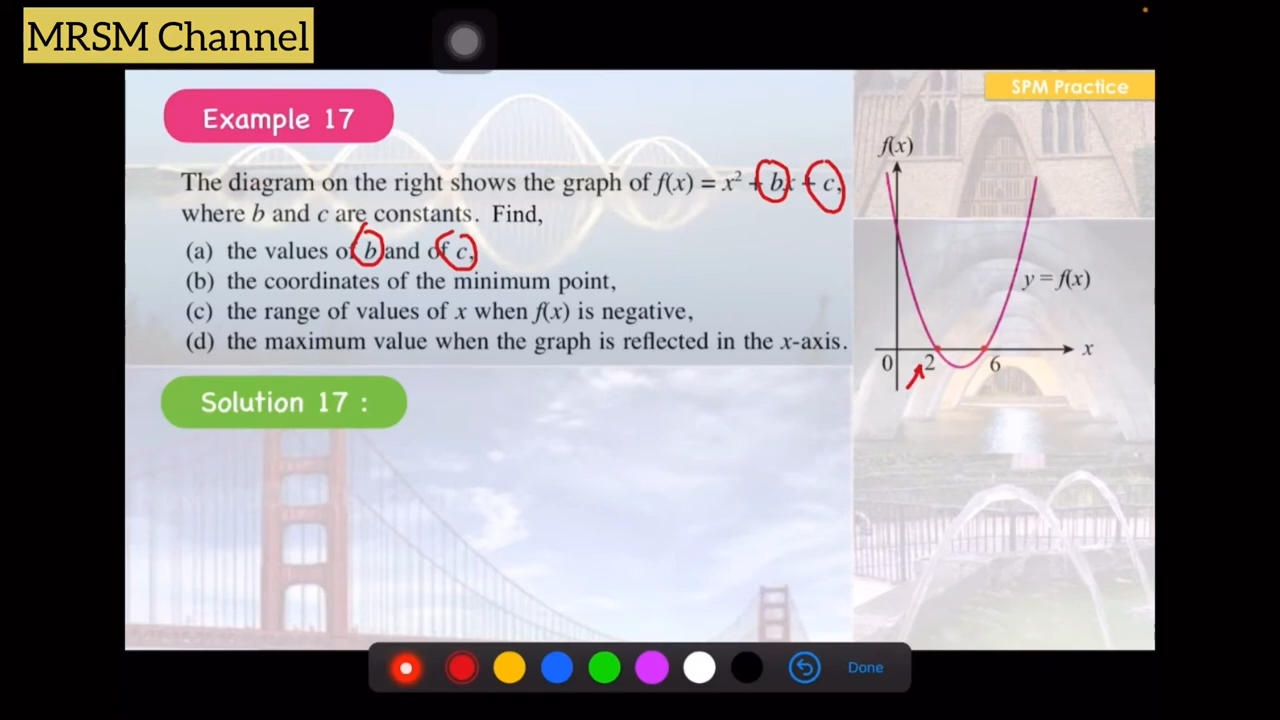 MRSM Channel
SPM Practice
Example 17
The diagram on the right shows the graph of f(x) = x² + bx + c,
where b and c are constants. Find,
(a) the values of b and of c,
(b) the coordinates of the minimum point,
(c) the range of values of x when f(x) is negative,
(d) the maximum value when the graph is reflected in the x-axis.
f(x)
y = f(x)
x
0 2 6
Solution 17 :
Done